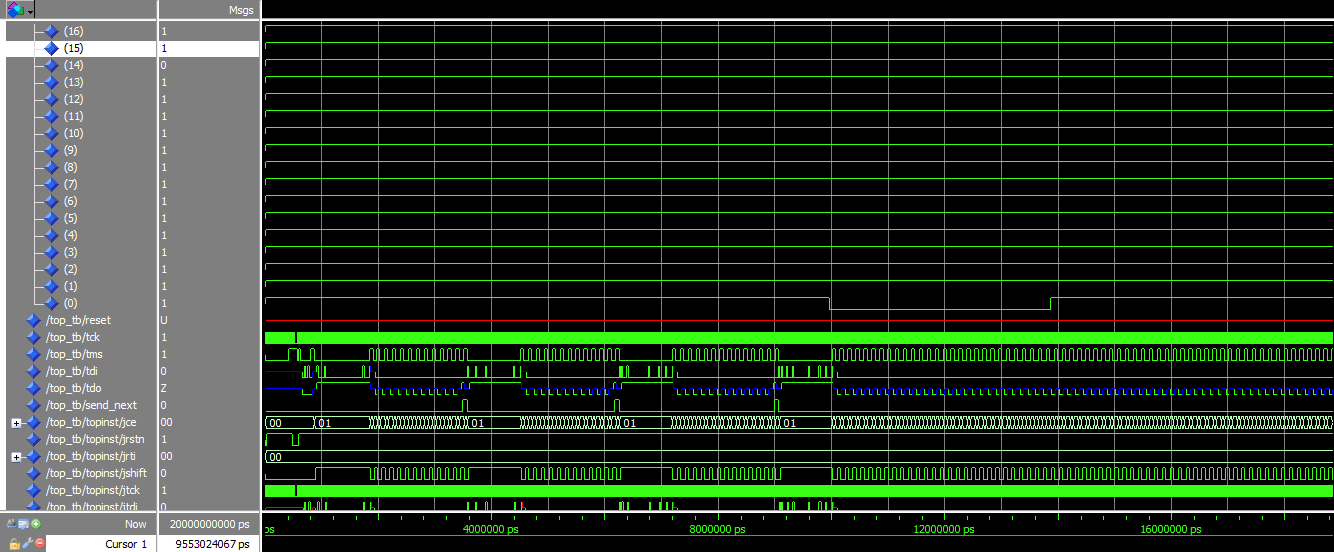 Msgs
(16) 1
(15) 1
(14) 0
(13) 1
(12) 1
(11) 1
(10) 1
(9) 1
(8) 1
(7) 1
(6) 1
(5) 1
(4) 1
(3) 1
(2) 1
(1) 1
(0) 1
/top_tb/reset U
/top_tb/tck 1
/top_tb/tms 1
/top_tb/tdi 0
/top_tb/tdo Z
/top_tb/send_next 0
/top_tb/topinst/jce 00 00 01 01 01 01
/top_tb/topinst/jrstn 1
/top_tb/topinst/jrti 00 00
/top_tb/topinst/jshift 0
/top_tb/topinst/jtck 1
/top_tb/topinst/jtdi 0
Now 20000000000 ps ps 4000000 ps 8000000 ps 12000000 ps 16000000 ps
Cursor 1 9553024067 ps